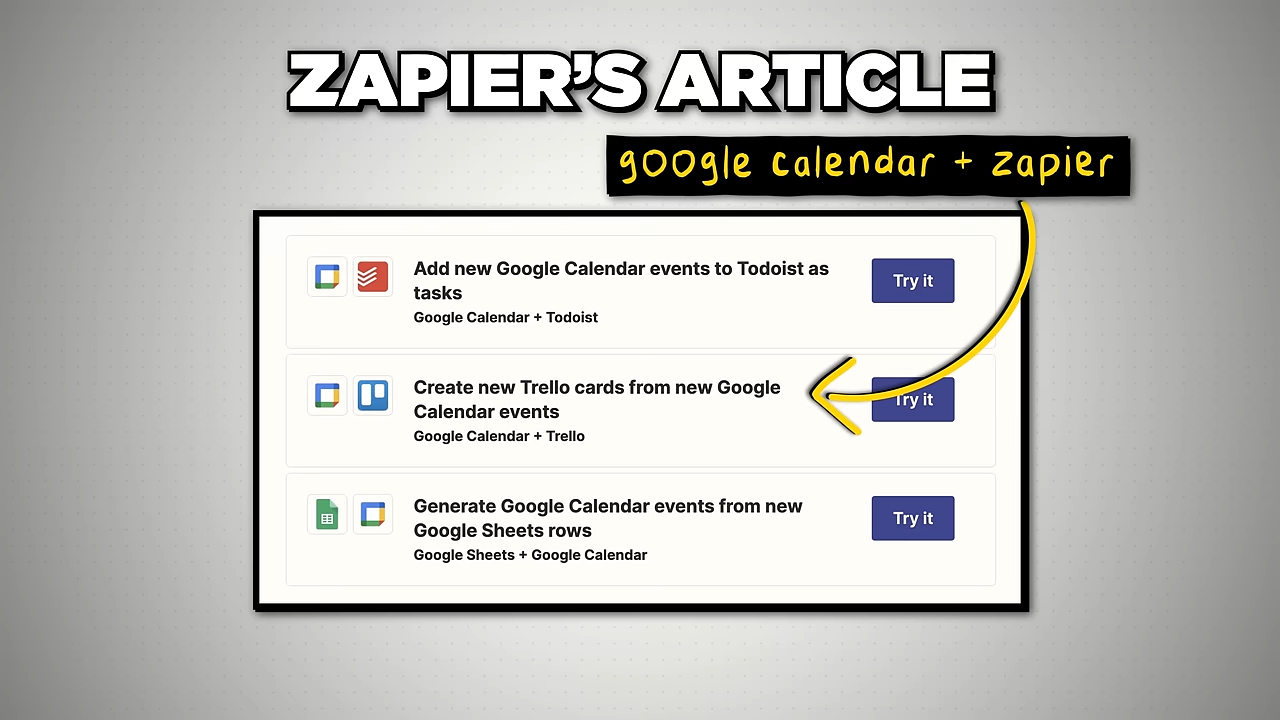 ZAPIER'S ARTICLE
google calendar + zapier
Add new Google Calendar events to Todoist as
tasks
Google Calendar + Todoist
Try it
Create new Trello cards from new Google
Calendar events
Google Calendar + Trello
Try it
Generate Google Calendar events from new
Google Sheets rows
Google Sheets + Google Calendar
Try it